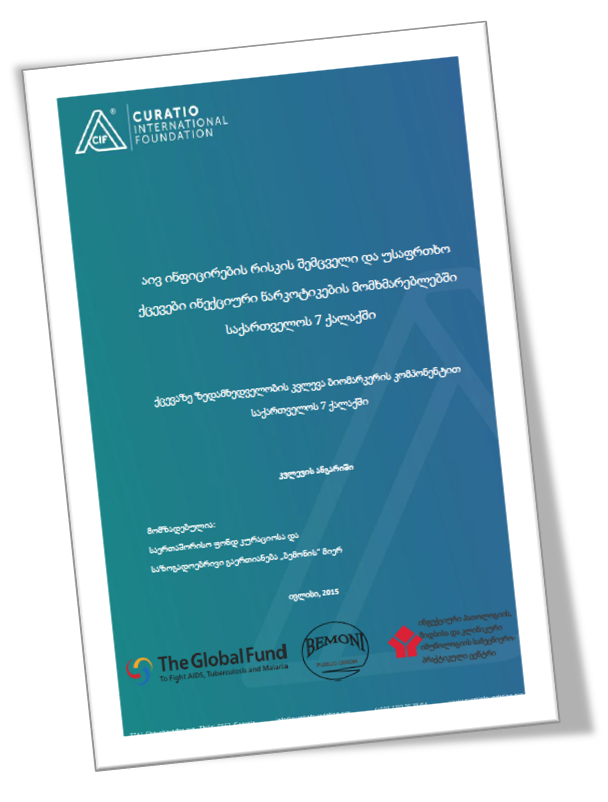 CURATIO
INTERNATIONAL
FOUNDATION
CIF
®
აივ ინფიცირების რისკის შემცველი და უსაფრთხო
ქცევები ინექციური ნარკოტიკების მომხმარებლებში
საქართველოს 7 ქალაქში
ქცევაზე ზედამხედველობის კვლევა ბიომარკერის კომპონენტით
საქართველოს 7 ქალაქში
კვლევის ანგარიში
მომზადებულია:
საერთაშორისო ფონდ კურაციოსა და
საზოგადოებრივი გაერთიანება „ბემონის“ მიერ
ივლისი, 2015
The Global Fund
To Fight AIDS, Tuberculosis and Malaria
BEMONI
PUBLIC UNION
ინფექციური პათოლოგიის,
შიდსისა და კლინიკური
იმუნოლოგიის სამეცნიერო-
პრაქტიკული ცენტრი